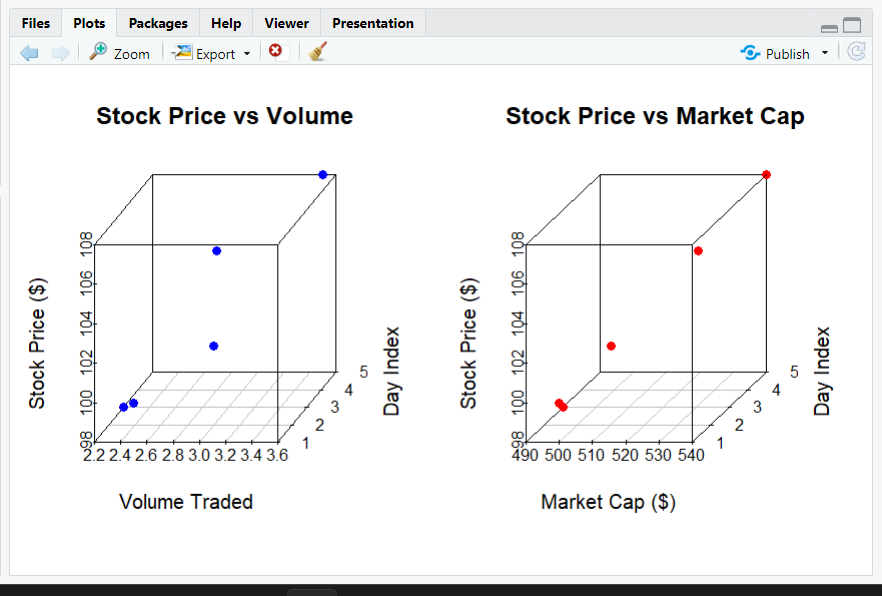 Files Plots Packages Help Viewer Presentation
Zoom Export Publish
Stock Price vs Volume
Stock Price ($)
98 100 102 104 106 108
2.2 2.4 2.6 2.8 3.0 3.2 3.4 3.6
Volume Traded
1 2 3 4 5
Day Index
Stock Price vs Market Cap
Stock Price ($)
98 100 102 104 106 108
490 500 510 520 530 540
Market Cap ($)
1 2 3 4 5
Day Index